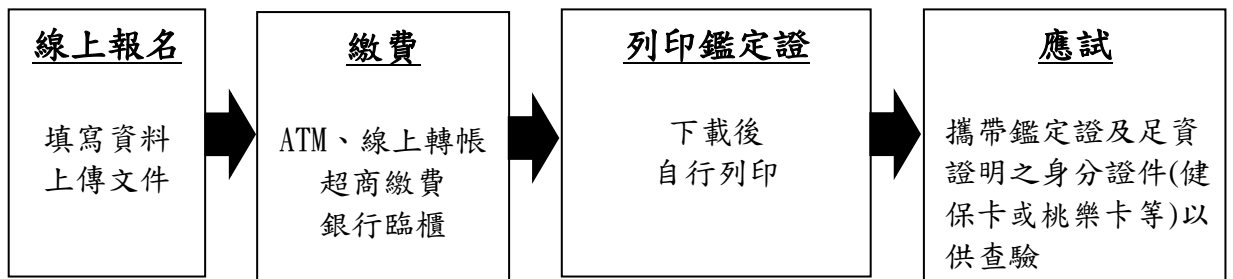 線上報名
填寫資料
上傳文件
繳費
ATM、線上轉帳
超商繳費
銀行臨櫃
列印鑑定證
下載後
自行列印
應試
攜帶鑑定證及足資
證明之身分證件(健
保卡或桃樂卡等)以
供查驗